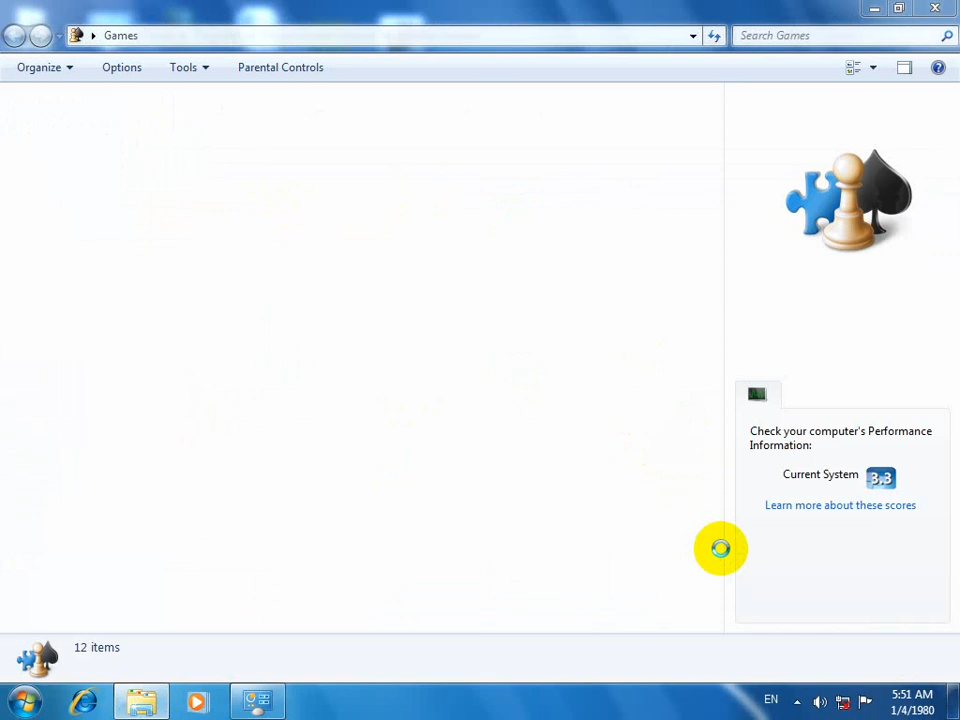 Games
Search Games
Organize
Options
Tools
Parental Controls
Check your computer's Performance
Information:
Current System
3.3
Learn more about these scores
12 items
EN
5:51 AM
1/4/1980